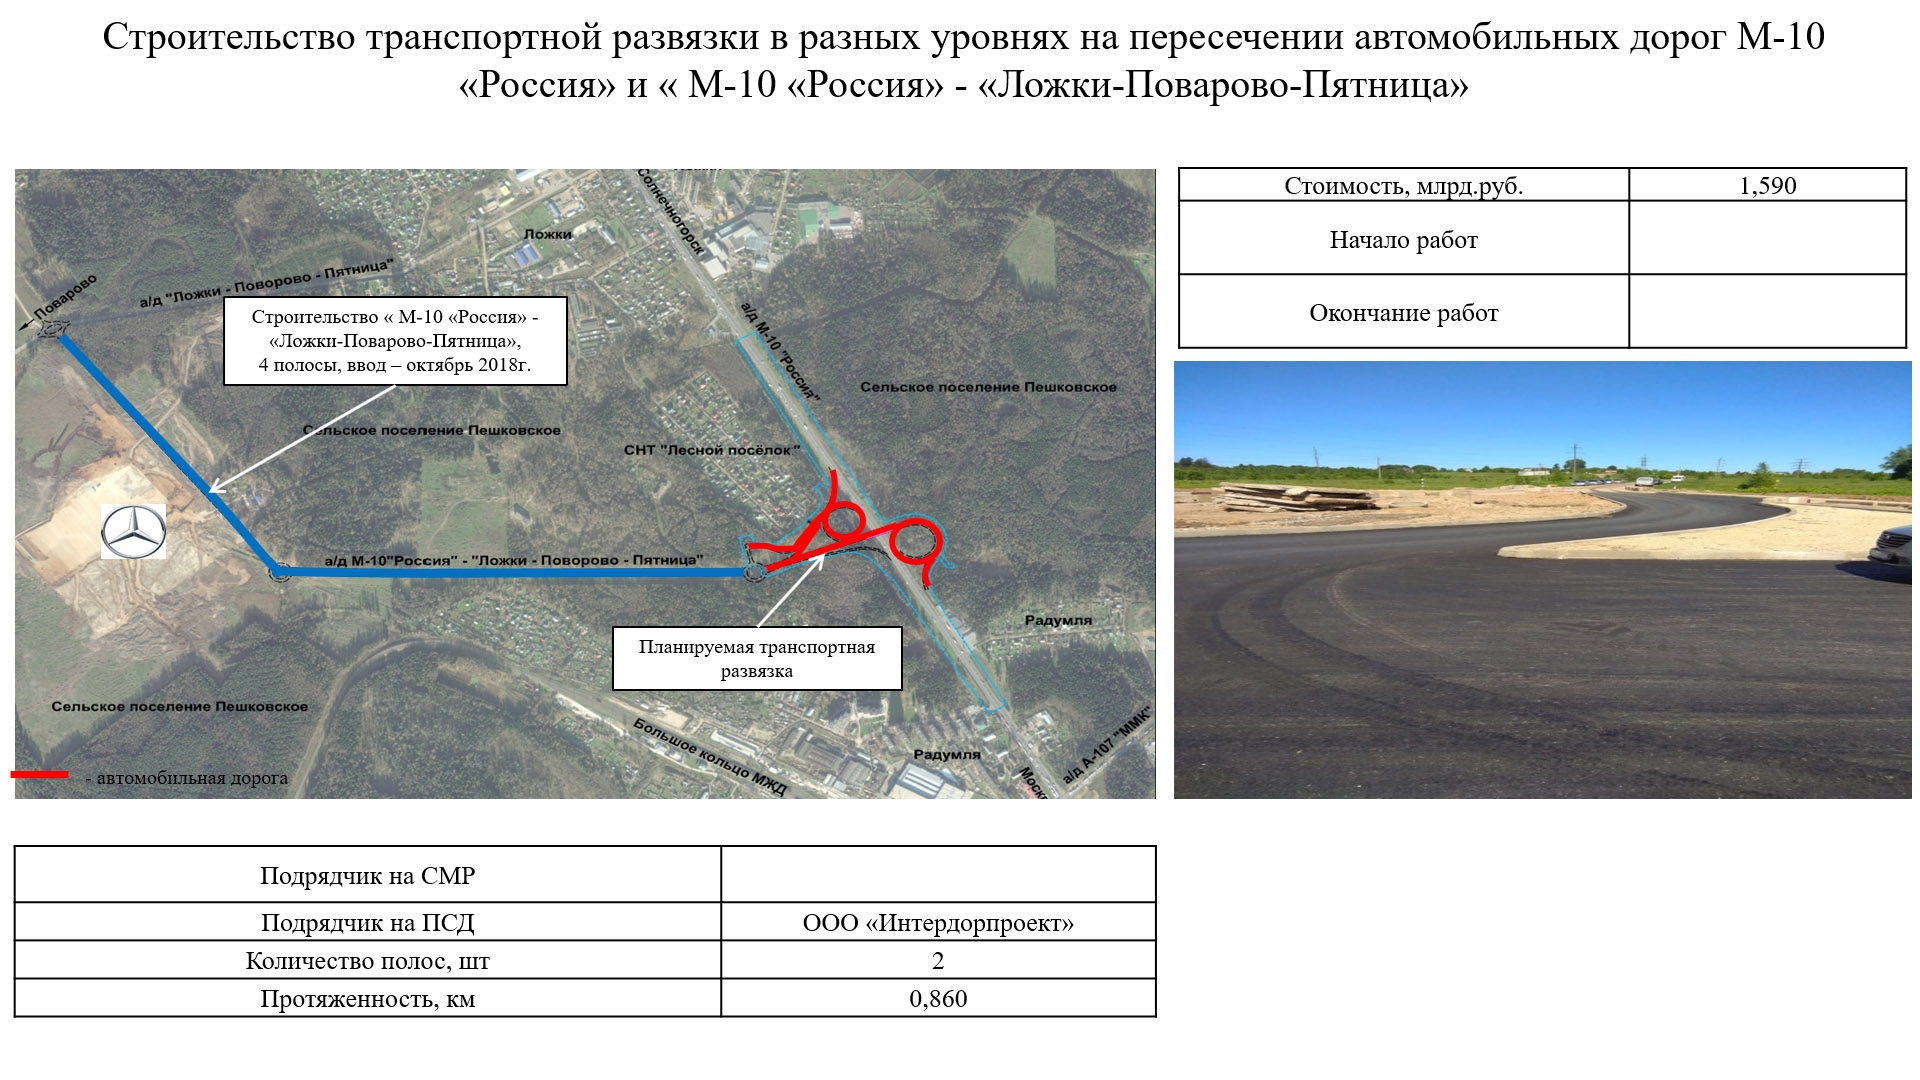 Строительство транспортной развязки в разных уровнях на пересечении автомобильных дорог М-10
«Россия» и « М-10 «Россия» - «Ложки-Поварово-Пятница»
Стоимость, млрд.руб. 1,590
Начало работ
Окончание работ
Солнечногорск
Ложки
а/д "Ложки - Поворово - Пятница"
Поварово
Строительство « М-10 «Россия» -
«Ложки-Поварово-Пятница»,
4 полосы, ввод – октябрь 2018г.
а/д М-10 "Россия"
Сельское поселение Пешковское
Сельское поселение Пешковское
СНТ "Лесной посёлок"
а/д М-10"Россия" - "Ложки - Поворово - Пятница"
Радумля
Планируемая транспортная
развязка
Сельское поселение Пешковское
Большое кольцо МЖД
Радумля
а/д А-107 "ММК"
- автомобильная дорога
Подрядчик на СМР
Подрядчик на ПСД ООО «Интердорпроект»
Количество полос, шт 2
Протяженность, км 0,860